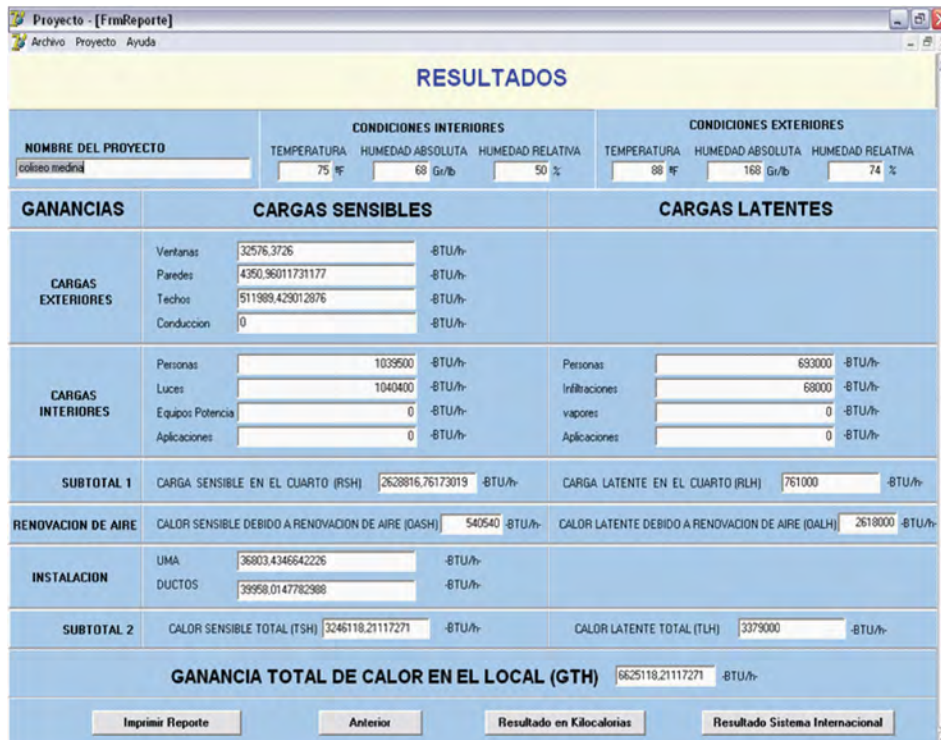 Proyecto - [FrmReporte]
Archivo Proyecto Ayuda
RESULTADOS
NOMBRE DEL PROYECTO
coliseo medina
CONDICIONES INTERIORES
TEMPERATURA HUMEDAD ABSOLUTA HUMEDAD RELATIVA
75 ºF 68 Gr/lb 50 %
CONDICIONES EXTERIORES
TEMPERATURA HUMEDAD ABSOLUTA HUMEDAD RELATIVA
88 ºF 168 Gr/lb 74 %
GANANCIAS CARGAS SENSIBLES CARGAS LATENTES
CARGAS EXTERIORES
Ventanas 32576,3726 -BTU/h-
Paredes 4350,96011731177 -BTU/h-
Techos 511989,429012876 -BTU/h-
Conduccion 0 -BTU/h-
CARGAS INTERIORES
Personas 1039500 -BTU/h- Personas 693000 -BTU/h-
Luces 1040400 -BTU/h- Infiltraciones 68000 -BTU/h-
Equipos Potencia 0 -BTU/h- vapores 0 -BTU/h-
Aplicaciones 0 -BTU/h- Aplicaciones 0 -BTU/h-
SUBTOTAL 1 CARGA SENSIBLE EN EL CUARTO (RSH) 2628816,76173019 -BTU/h- CARGA LATENTE EN EL CUARTO (RLH) 761000 -BTU/h-
RENOVACION DE AIRE CALOR SENSIBLE DEBIDO A RENOVACION DE AIRE (OASH) 540540 -BTU/h- CALOR LATENTE DEBIDO A RENOVACION DE AIRE (OALH) 2618000 -BTU/h-
INSTALACION
UMA 36803,4346642226 -BTU/h-
DUCTOS 39958,0147782988 -BTU/h-
SUBTOTAL 2 CALOR SENSIBLE TOTAL (TSH) 3246118,21117271 -BTU/h- CALOR LATENTE TOTAL (TLH) 3379000 -BTU/h-
GANANCIA TOTAL DE CALOR EN EL LOCAL (GTH) 6625118,21117271 -BTU/h-
Imprimir Reporte Anterior Resultado en Kilocalorias Resultado Sistema Internacional